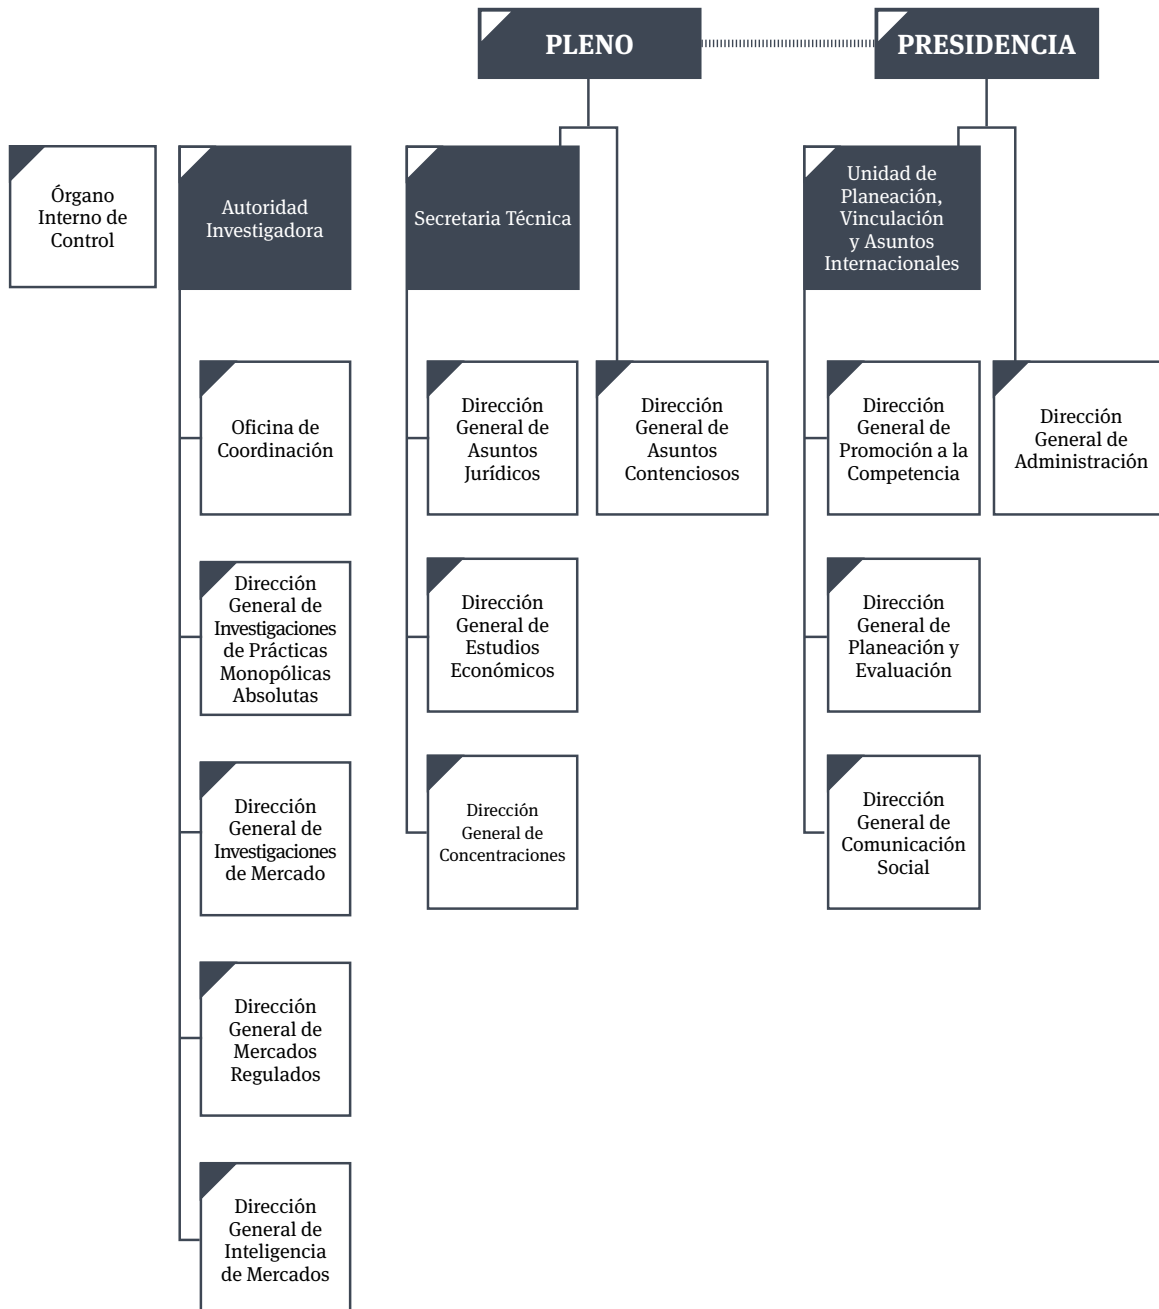 PLENO
PRESIDENCIA
Órgano
Interno de
Control
Autoridad
Investigadora
Secretaria Técnica
Unidad de
Planeación,
Vinculación
y Asuntos
Internacionales
Oficina de
Coordinación
Dirección
General de
Asuntos
Jurídicos
Dirección
General de
Asuntos
Contenciosos
Dirección
General de
Promoción a la
Competencia
Dirección
General de
Administración
Dirección
General de
Investigaciones
de Prácticas
Monopólicas
Absolutas
Dirección
General de
Estudios
Económicos
Dirección
General de
Planeación y
Evaluación
Dirección
General de
Investigaciones
de Mercado
Dirección
General de
Concentraciones
Dirección
General de
Comunicación
Social
Dirección
General de
Mercados
Regulados
Dirección
General de
Inteligencia
de Mercados